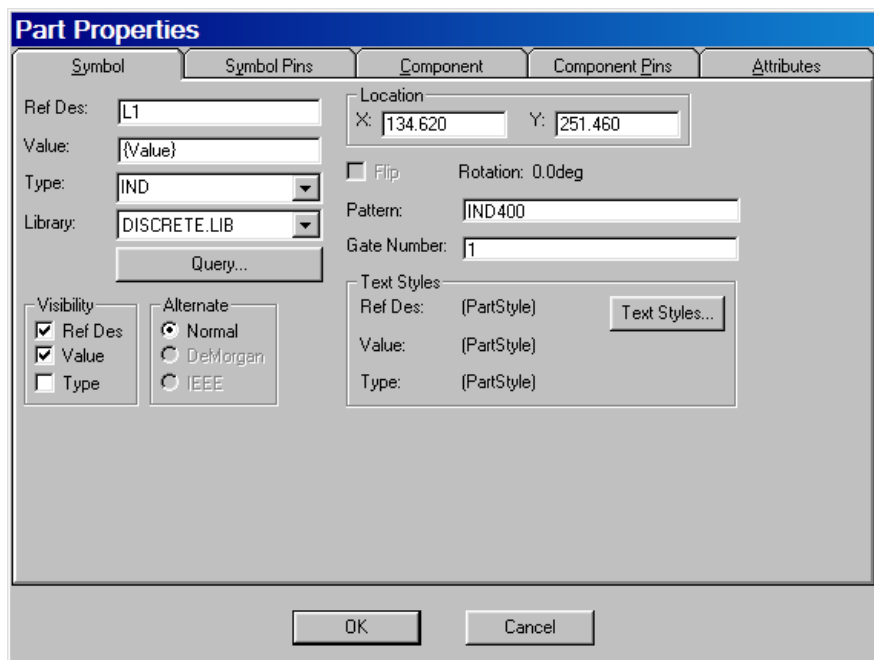 Part Properties
Symbol
Symbol Pins
Component
Component Pins
Attributes
Ref Des: L1
Value: {Value}
Type: IND
Library: DISCRETE.LIB
Query...
Visibility
Ref Des
Value
Type
Alternate
Normal
DeMorgan
IEEE
Location
X: 134.620 Y: 251.460
Flip Rotation: 0.0deg
Pattern: IND400
Gate Number: 1
Text Styles
Ref Des: (PartStyle)
Value: (PartStyle)
Type: (PartStyle)
Text Styles...
OK
Cancel